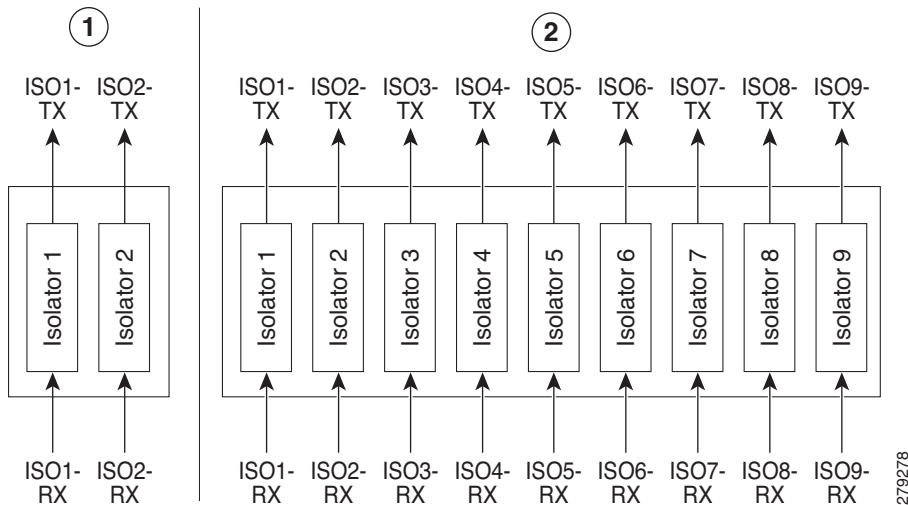 1
2
ISO1- ISO2- ISO1- ISO2- ISO3- ISO4- ISO5- ISO6- ISO7- ISO8- ISO9-
TX TX TX TX TX TX TX TX TX TX TX
Isolator 1
Isolator 2
Isolator 1
Isolator 2
Isolator 3
Isolator 4
Isolator 5
Isolator 6
Isolator 7
Isolator 8
Isolator 9
ISO1- ISO2- ISO1- ISO2- ISO3- ISO4- ISO5- ISO6- ISO7- ISO8- ISO9-
RX RX RX RX RX RX RX RX RX RX RX
279278